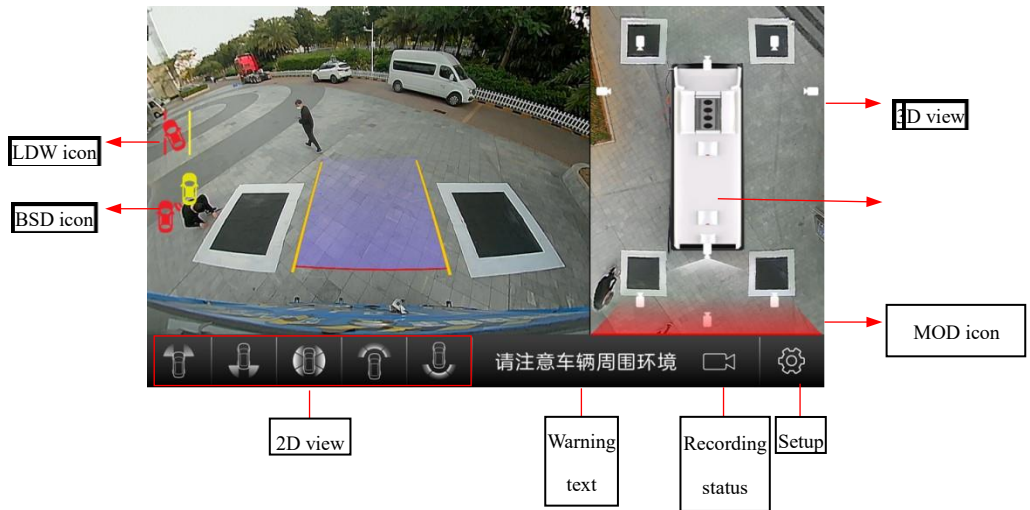 3D view
LDW icon
BSD icon
MOD icon
请注意车辆周围环境
2D view
Warning
text
Recording
status
Setup